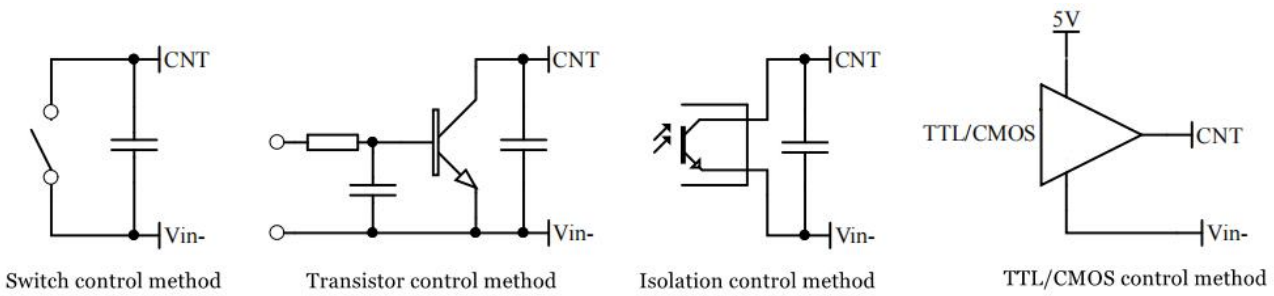 CNT
Vin-
Switch control method
CNT
Vin-
Transistor control method
CNT
Vin-
Isolation control method
5V
TTL/CMOS
CNT
Vin-
TTL/CMOS control method